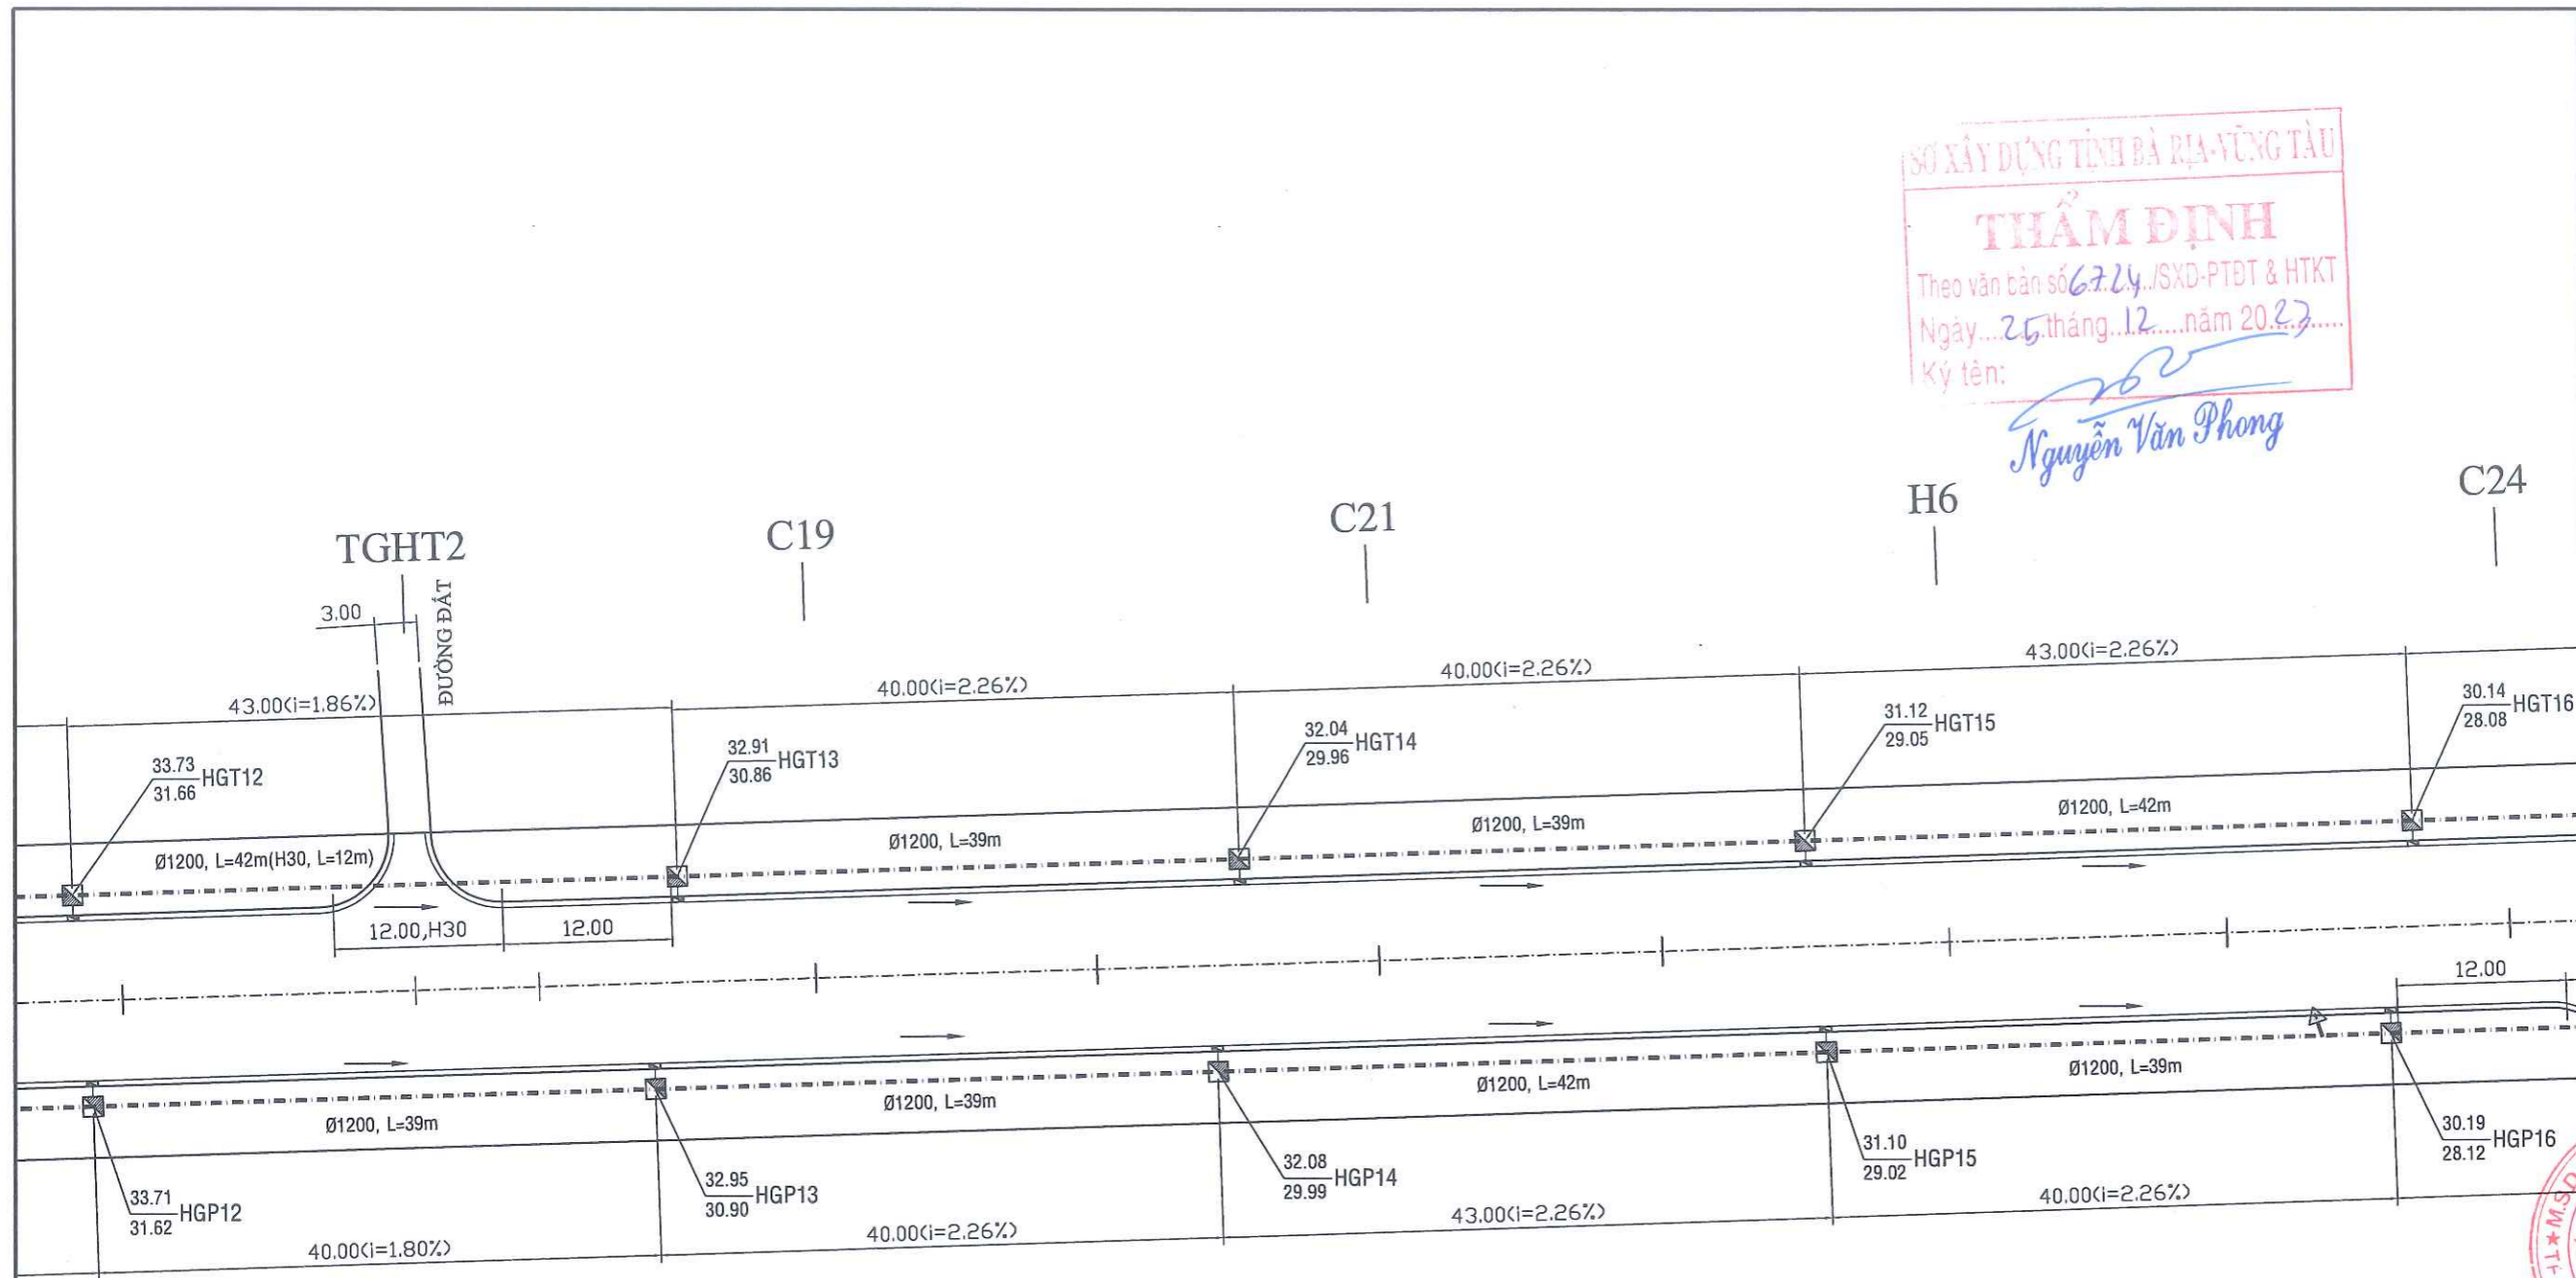 SỞ XÂY DỰNG TỈNH BÀ RỊA-VŨNG TÀU
THẨM ĐỊNH
Theo văn bản số 6724 /SXD-PTĐT & HTKT
Ngày....25.tháng..12.....năm 20.23.....
Ký tên:
Nguyễn Văn Phong
TGHT2
C19
C21
H6
C24
3.00
ĐƯỜNG ĐẤT
43.00(i=1.86%)
40.00(i=2.26%)
40.00(i=2.26%)
43.00(i=2.26%)
33.73
31.66
HGT12
32.91
30.86
HGT13
32.04
29.96
HGT14
31.12
29.05
HGT15
30.14
28.08
HGT16
Ø1200, L=42m(H30, L=12m)
Ø1200, L=39m
Ø1200, L=39m
Ø1200, L=42m
12.00,H30
12.00
12.00
Ø1200, L=39m
Ø1200, L=39m
Ø1200, L=42m
Ø1200, L=39m
33.71
31.62
HGP12
32.95
30.90
HGP13
32.08
29.99
HGP14
31.10
29.02
HGP15
30.19
28.12
HGP16
40.00(i=1.80%)
40.00(i=2.26%)
43.00(i=2.26%)
40.00(i=2.26%)
M.S.D